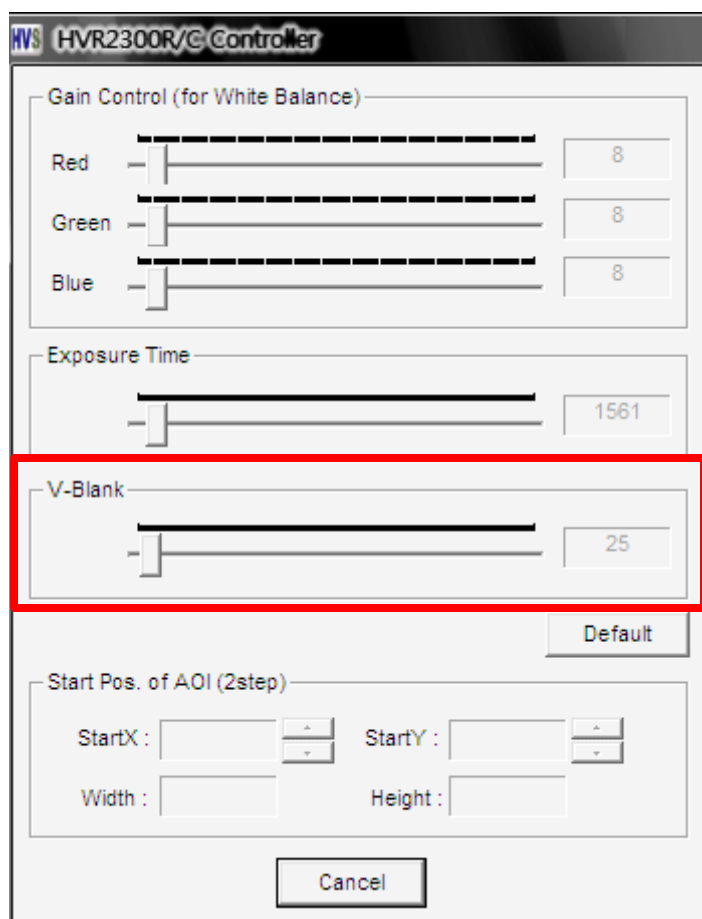 HVS HVR2300R/C Controller
Gain Control (for White Balance)
Red 8
Green 8
Blue 8
Exposure Time
1561
V-Blank
25
Default
Start Pos. of AOI (2step)
StartX : StartY :
Width : Height :
Cancel